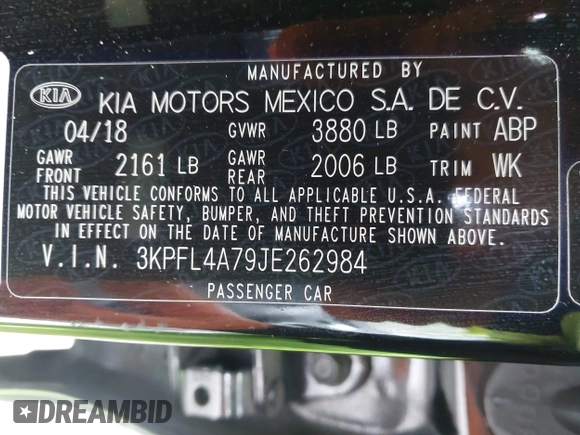 MANUFACTURED BY
KIA KIA MOTORS MEXICO S.A. DE C.V.
04/18 GVWR 3880 LB PAINT ABP
GAWR FRONT 2161 LB GAWR REAR 2006 LB TRIM WK
THIS VEHICLE CONFORMS TO ALL APPLICABLE U.S.A. FEDERAL
MOTOR VEHICLE SAFETY, BUMPER, AND THEFT PREVENTION STANDARDS
IN EFFECT ON THE DATE OF MANUFACTURE SHOWN ABOVE.
V.I.N. 3KPFL4A79JE262984
PASSENGER CAR
DREAMBID